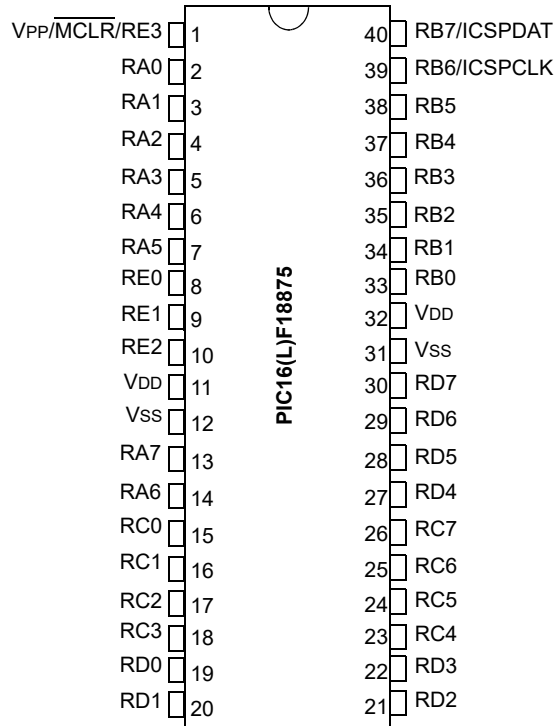 VPP/MCLR/RE3 1 40 RB7/ICSPDAT
RA0 2 39 RB6/ICSPCLK
RA1 3 38 RB5
RA2 4 37 RB4
RA3 5 36 RB3
RA4 6 35 RB2
RA5 7 34 RB1
RE0 8 33 RB0
RE1 9 32 VDD
RE2 10 31 VSS
VDD 11 30 RD7
VSS 12 29 RD6
RA7 13 28 RD5
RA6 14 27 RD4
RC0 15 26 RC7
RC1 16 25 RC6
RC2 17 24 RC5
RC3 18 23 RC4
RD0 19 22 RD3
RD1 20 21 RD2
PIC16(L)F18875